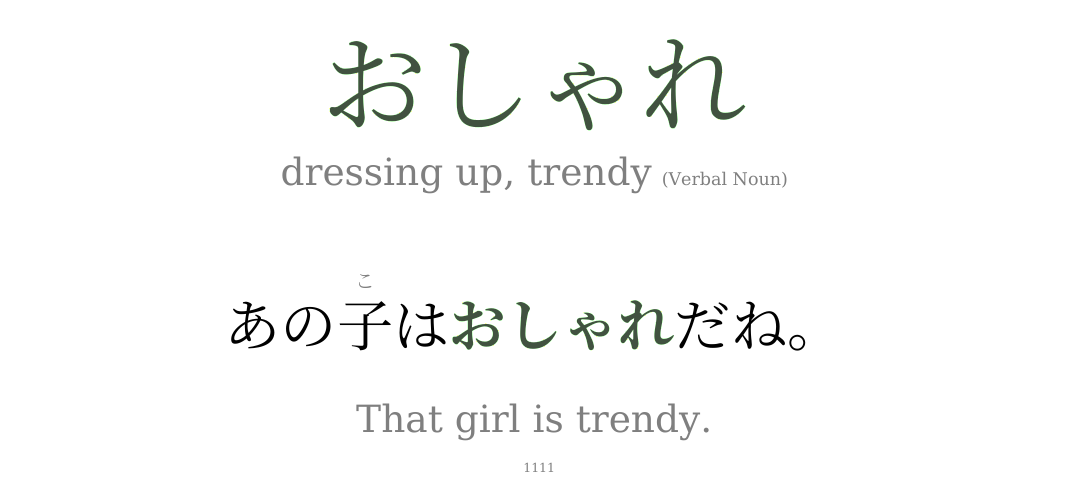 おしゃれ
dressing up, trendy (Verbal Noun)
こ
あの子はおしゃれだね。
That girl is trendy.
1111